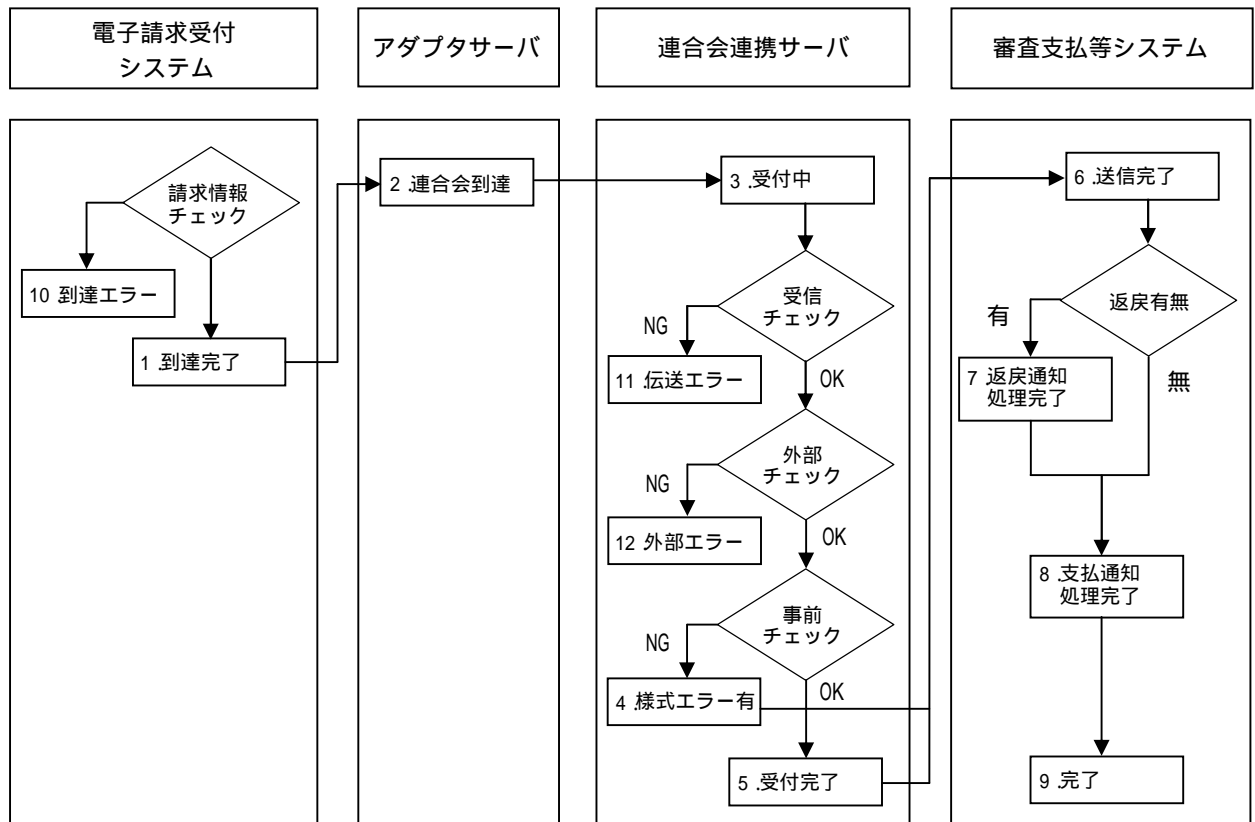 電子請求受付
システム
アダプタサーバ
連合会連携サーバ
審査支払等システム
請求情報
チェック
10.到達エラー
1.到達完了
2.連合会到達
3.受付中
受信
チェック
NG
OK
11.伝送エラー
外部
チェック
NG
OK
12.外部エラー
事前
チェック
NG
OK
4.様式エラー有
5.受付完了
6.送信完了
返戻有無
有
無
7.返戻通知
処理完了
8.支払通知
処理完了
9.完了